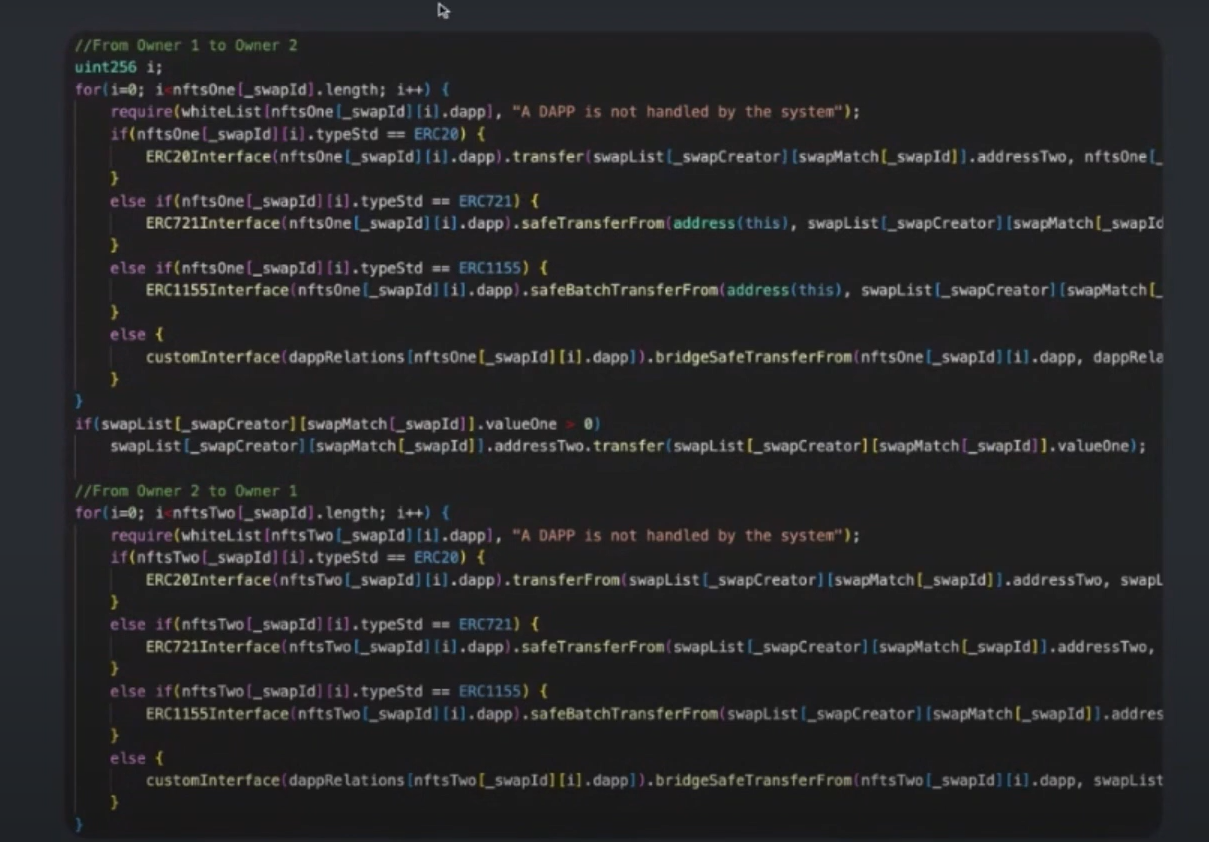 //From Owner 1 to Owner 2
uint256 i;
for(i=0; i<nftsOne[_swapId].length; i++) {
require(whiteList[nftsOne[_swapId][i].dapp], "A DAPP is not handled by the system");
if(nftsOne[_swapId][i].typeStd == ERC20) {
ERC20Interface(nftsOne[_swapId][i].dapp).transfer(swapList[_swapCreator][swapMatch[_swapId]].addressTwo, nftsOne[_
}
else if(nftsOne[_swapId][i].typeStd == ERC721) {
ERC721Interface(nftsOne[_swapId][i].dapp).safeTransferFrom(address(this), swapList[_swapCreator][swapMatch[_swapId
}
else if(nftsOne[_swapId][i].typeStd == ERC1155) {
ERC1155Interface(nftsOne[_swapId][i].dapp).safeBatchTransferFrom(address(this), swapList[_swapCreator][swapMatch[_
}
else {
customInterface(dappRelations[nftsOne[_swapId][i].dapp]).bridgeSafeTransferFrom(nftsOne[_swapId][i].dapp, dappRela
}
}
if(swapList[_swapCreator][swapMatch[_swapId]].valueOne > 0)
swapList[_swapCreator][swapMatch[_swapId]].addressTwo.transfer(swapList[_swapCreator][swapMatch[_swapId]].valueOne);
//From Owner 2 to Owner 1
for(i=0; i<nftsTwo[_swapId].length; i++) {
require(whiteList[nftsTwo[_swapId][i].dapp], "A DAPP is not handled by the system");
if(nftsTwo[_swapId][i].typeStd == ERC20) {
ERC20Interface(nftsTwo[_swapId][i].dapp).transferFrom(swapList[_swapCreator][swapMatch[_swapId]].addressTwo, swapL
}
else if(nftsTwo[_swapId][i].typeStd == ERC721) {
ERC721Interface(nftsTwo[_swapId][i].dapp).safeTransferFrom(swapList[_swapCreator][swapMatch[_swapId]].addressTwo,
}
else if(nftsTwo[_swapId][i].typeStd == ERC1155) {
ERC1155Interface(nftsTwo[_swapId][i].dapp).safeBatchTransferFrom(swapList[_swapCreator][swapMatch[_swapId]].addres
}
else {
customInterface(dappRelations[nftsTwo[_swapId][i].dapp]).bridgeSafeTransferFrom(nftsTwo[_swapId][i].dapp, swapList
}
}